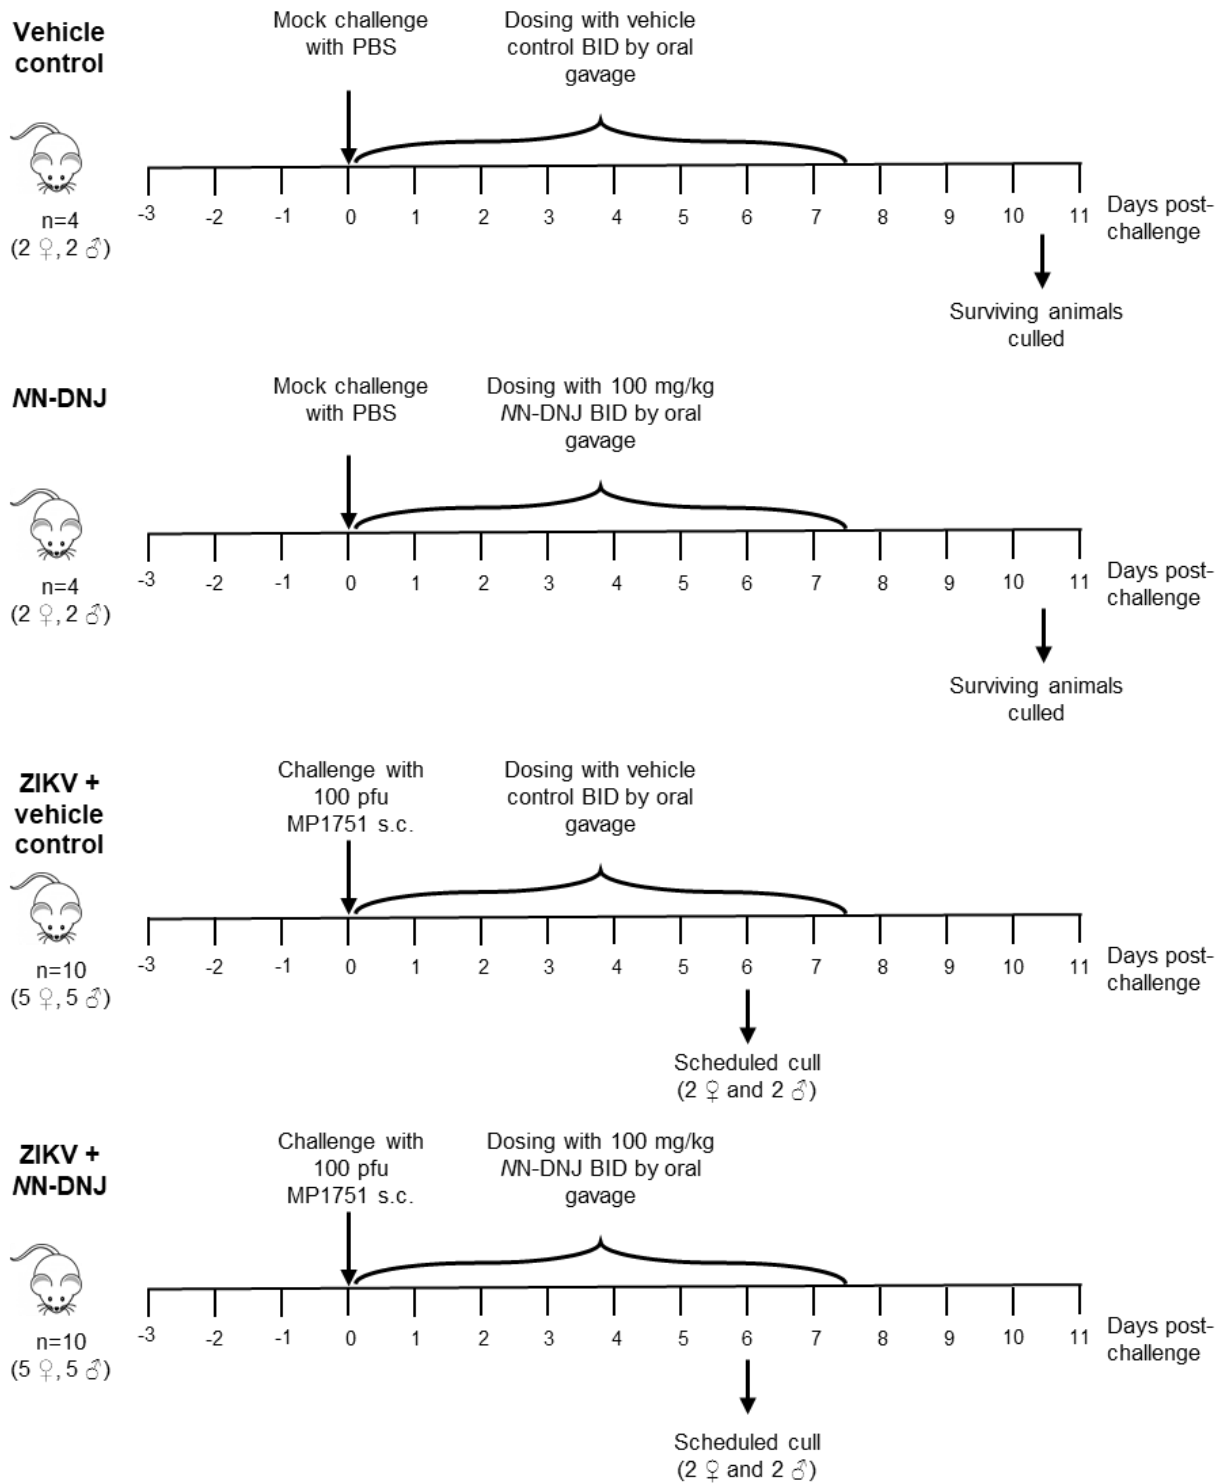 Vehicle
control
Mock challenge
with PBS
Dosing with vehicle
control BID by oral
gavage
n=4
(2 ♀, 2 ♂)
-3 -2 -1 0 1 2 3 4 5 6 7 8 9 10 11
Days post-
challenge
Surviving animals
culled
NN-DNJ
Mock challenge
with PBS
Dosing with 100 mg/kg
NN-DNJ BID by oral
gavage
n=4
(2 ♀, 2 ♂)
-3 -2 -1 0 1 2 3 4 5 6 7 8 9 10 11
Days post-
challenge
Surviving animals
culled
ZIKV +
vehicle
control
Challenge with
100 pfu
MP1751 s.c.
Dosing with vehicle
control BID by oral
gavage
n=10
(5 ♀, 5 ♂)
-3 -2 -1 0 1 2 3 4 5 6 7 8 9 10 11
Days post-
challenge
Scheduled cull
(2 ♀ and 2 ♂)
ZIKV +
NN-DNJ
Challenge with
100 pfu
MP1751 s.c.
Dosing with 100 mg/kg
NN-DNJ BID by oral
gavage
n=10
(5 ♀, 5 ♂)
-3 -2 -1 0 1 2 3 4 5 6 7 8 9 10 11
Days post-
challenge
Scheduled cull
(2 ♀ and 2 ♂)